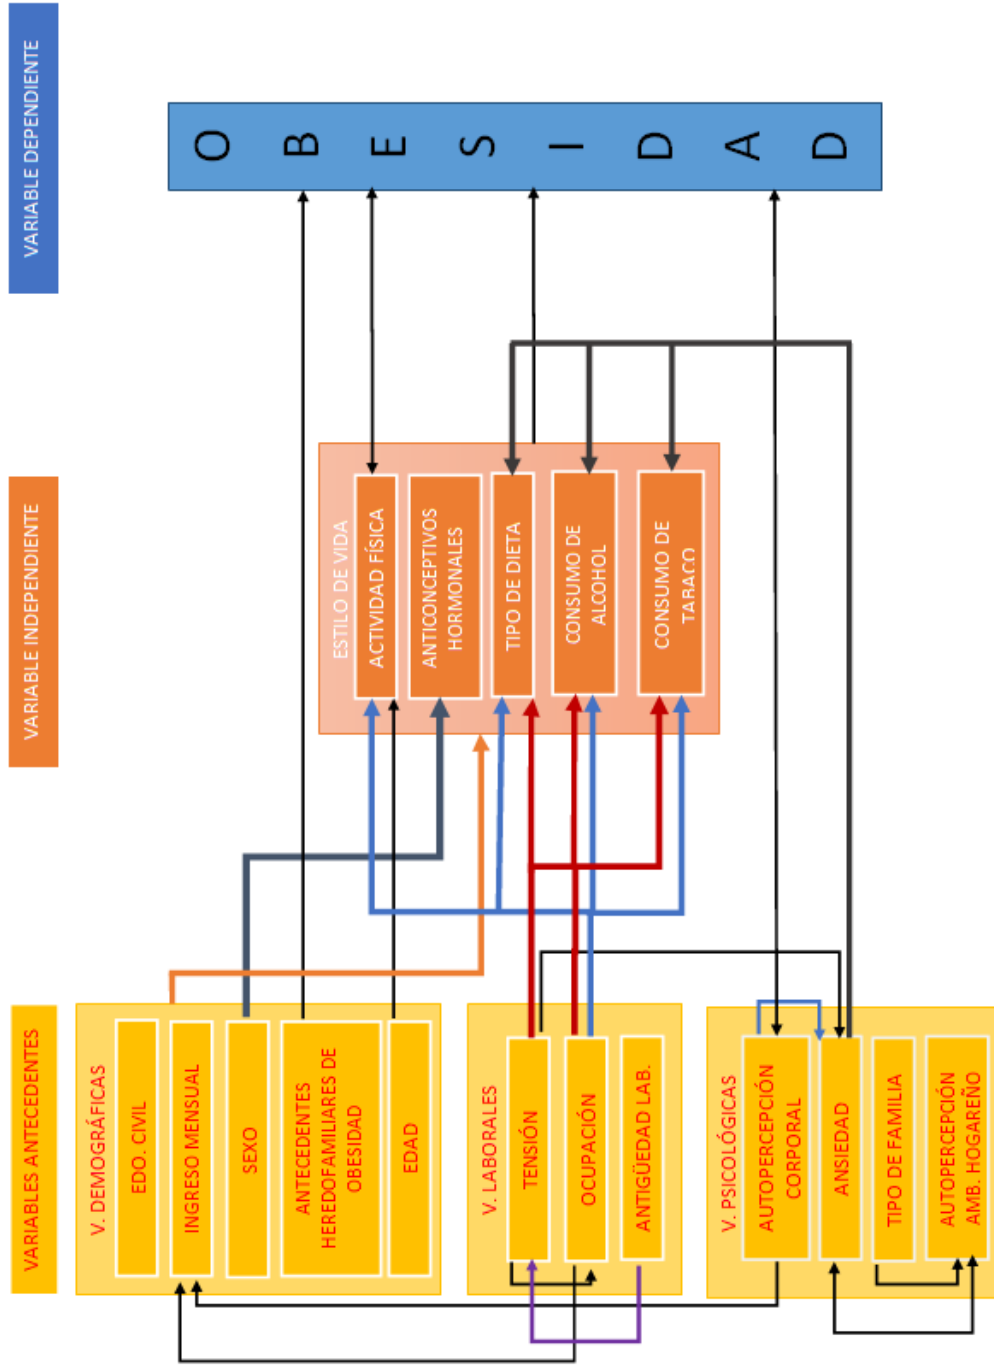 VARIABLES ANTECEDENTES
VARIABLE INDEPENDIENTE
VARIABLE DEPENDIENTE
V. DEMOGRÁFICAS
EDO. CIVIL
INGRESO MENSUAL
SEXO
ANTECEDENTES
HEREDOFAMILIARES DE
OBESIDAD
EDAD
V. LABORALES
TENSIÓN
OCUPACIÓN
ANTIGÜEDAD LAB.
V. PSICOLÓGICAS
AUTOPERCEPCIÓN
CORPORAL
ANSIEDAD
TIPO DE FAMILIA
AUTOPERCEPCIÓN
AMB. HOGAREÑO
ESTILO DE VIDA
ACTIVIDAD FÍSICA
ANTICONCEPTIVOS
HORMONALES
TIPO DE DIETA
CONSUMO DE
ALCOHOL
CONSUMO DE
TABACO
OBESIDAD